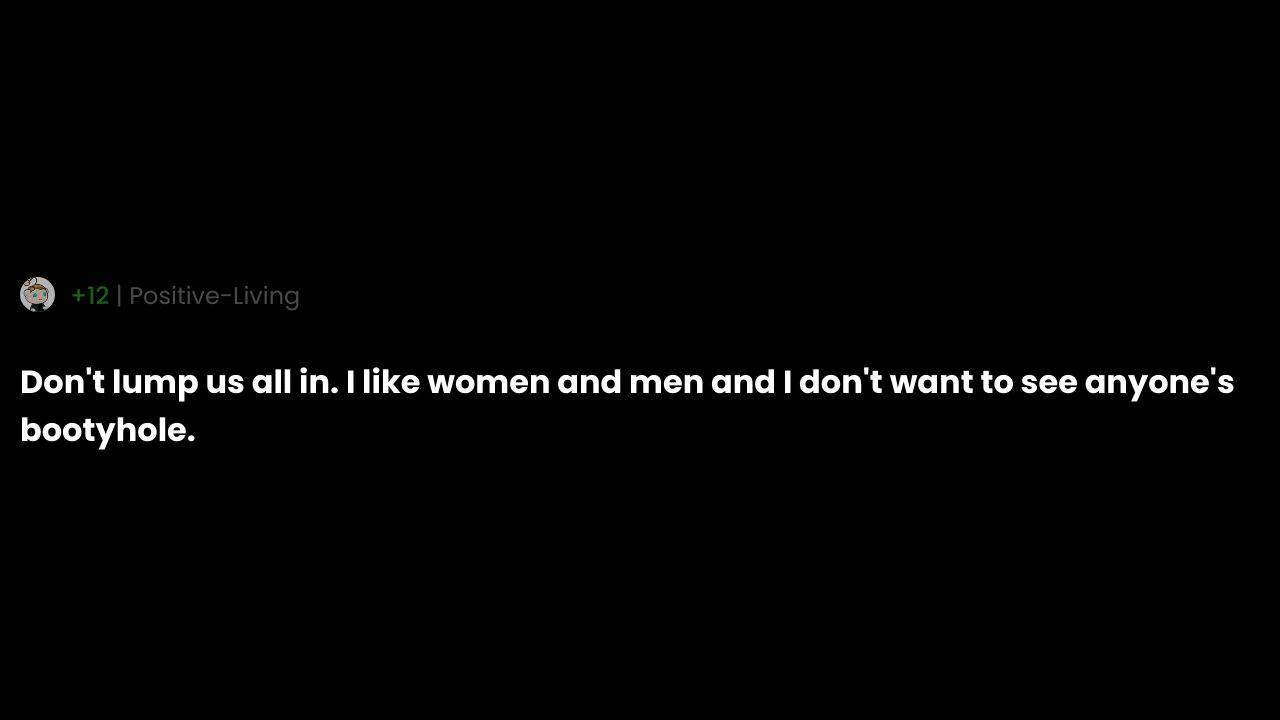 +12 | Positive-Living
Don't lump us all in. I like women and men and I don't want to see anyone's
bootyhole.